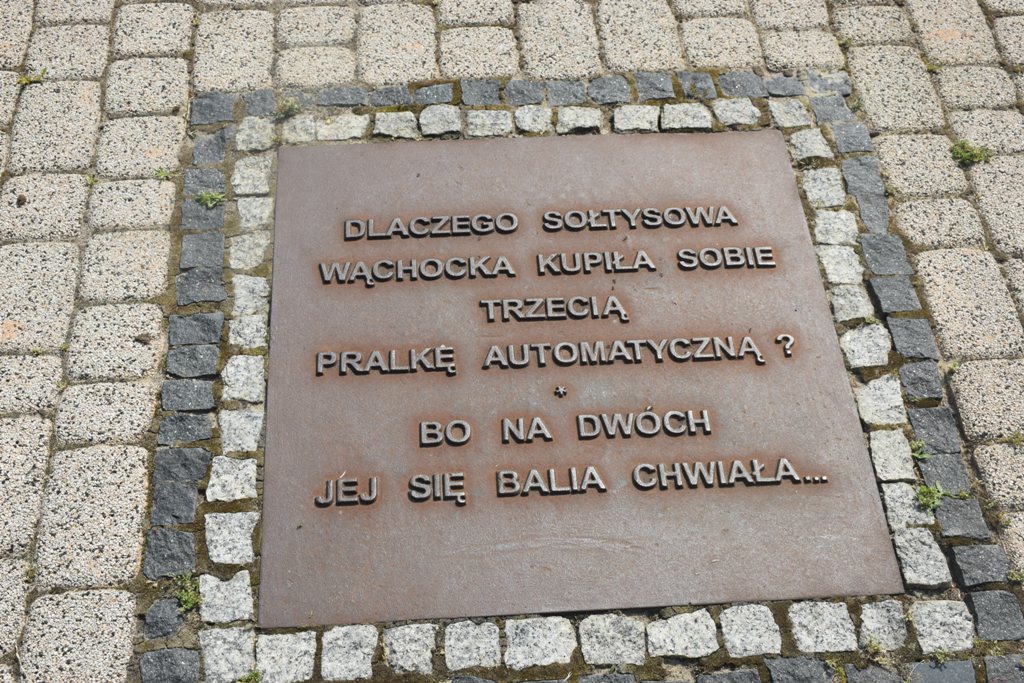 DLACZEGO SOŁTYSOWA
WĄCHOCKA KUPIŁA SOBIE
TRZECIĄ
PRALKĘ AUTOMATYCZNĄ ?
*
BO NA DWÓCH
JEJ SIĘ BALIA CHWIAŁA...